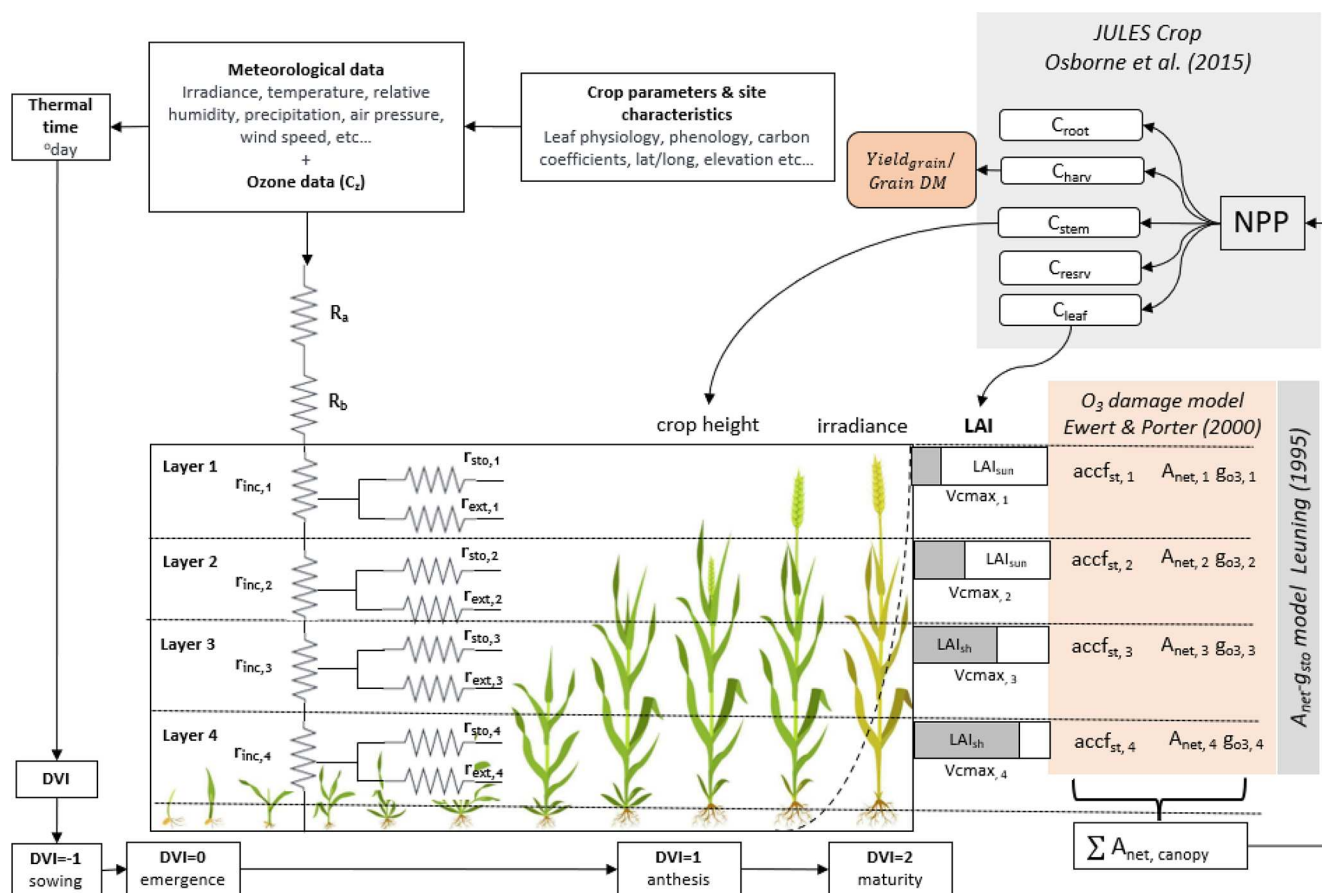 JULES Crop
Osborne et al. (2015)
Meteorological data
Irradiance, temperature, relative
humidity, precipitation, air pressure,
wind speed, etc…
+
Ozone data (Cz)
Crop parameters & site
characteristics
Leaf physiology, phenology, carbon
coefficients, lat/long, elevation etc…
Thermal
time
°day
Yieldgrain/
Grain DM
Croot
Charv
Cstem
Cresrv
Cleaf
NPP
Ra
Rb
crop height
irradiance
LAI
O3 damage model
Ewert & Porter (2000)
Anet-gsto model Leuning (1995)
Layer 1
rinc,1
rsto,1
rext,1
LAIsun
Vcmax,1
accfst, 1
Anet, 1 go3, 1
Layer 2
rinc,2
rsto,2
rext,2
LAIsun
Vcmax, 2
accfst, 2
Anet, 2 go3, 2
Layer 3
rinc,3
rsto,3
rext,3
LAIsh
Vcmax, 3
accfst, 3
Anet, 3 go3, 3
Layer 4
rinc,4
rsto,4
rext,4
LAIsh
Vcmax, 4
accfst, 4
Anet, 4 go3, 4
DVI
DVI=-1
sowing
DVI=0
emergence
DVI=1
anthesis
DVI=2
maturity
∑ Anet, canopy